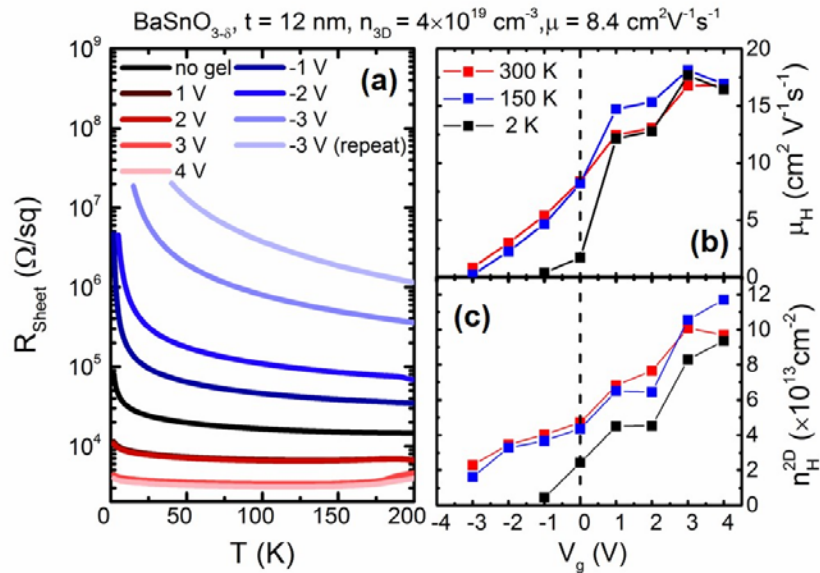 BaSnO3-δ, t = 12 nm, n3D = 4×10^19 cm^-3, μ = 8.4 cm^2V^-1s^-1
(a)
no gel
1 V
2 V
3 V
4 V
-1 V
-2 V
-3 V
-3 V (repeat)
10^9
10^8
10^7
10^6
10^5
10^4
RSheet (Ω/sq)
0 50 100 150 200
T (K)
300 K
150 K
2 K
(b)
20
15
10
5
0
μH (cm^2 V^-1s^-1)
(c)
12
10
8
6
4
2
0
nH^2D (×10^13cm^-2)
-4 -3 -2 -1 0 1 2 3 4
Vg (V)